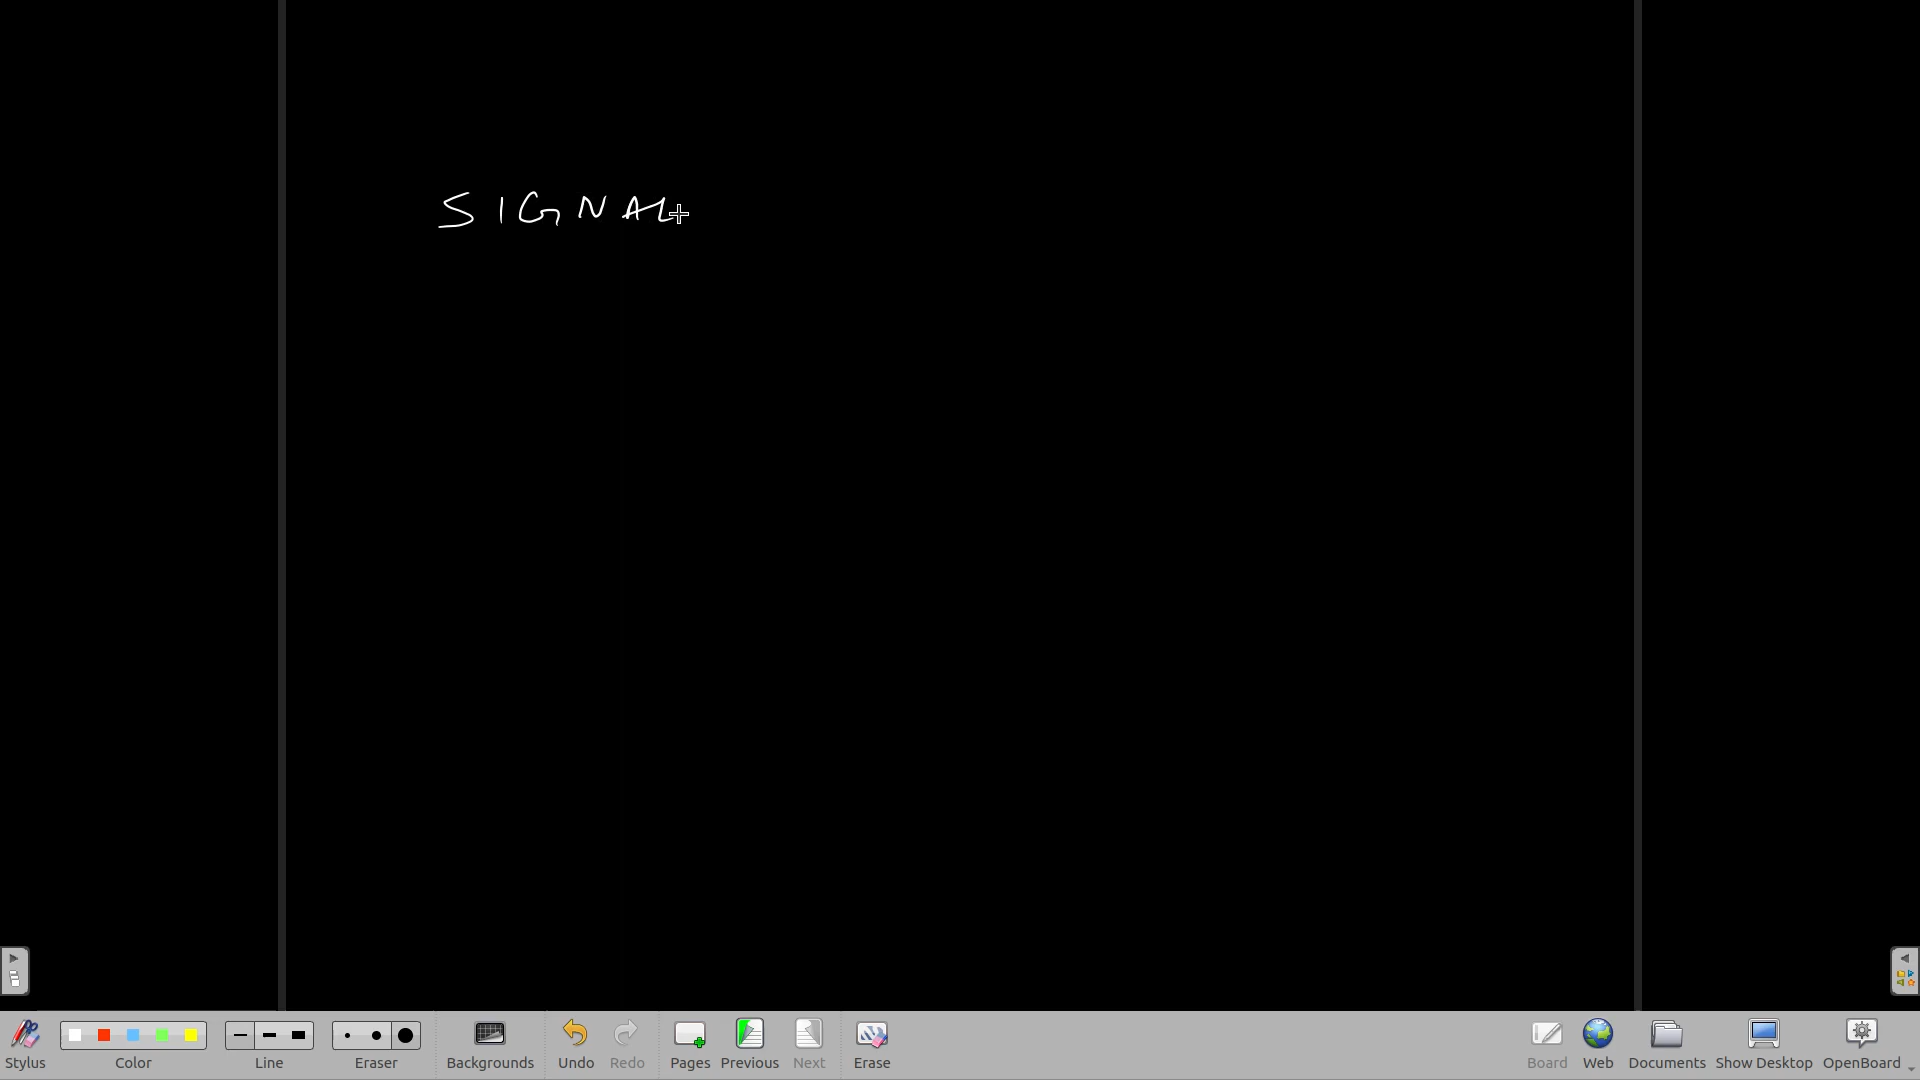 SIGNAL
Stylus
Color
Line
Eraser
Backgrounds
Undo
Redo
Pages
Previous
Next
Erase
Board
Web
Documents
Show Desktop
OpenBoard